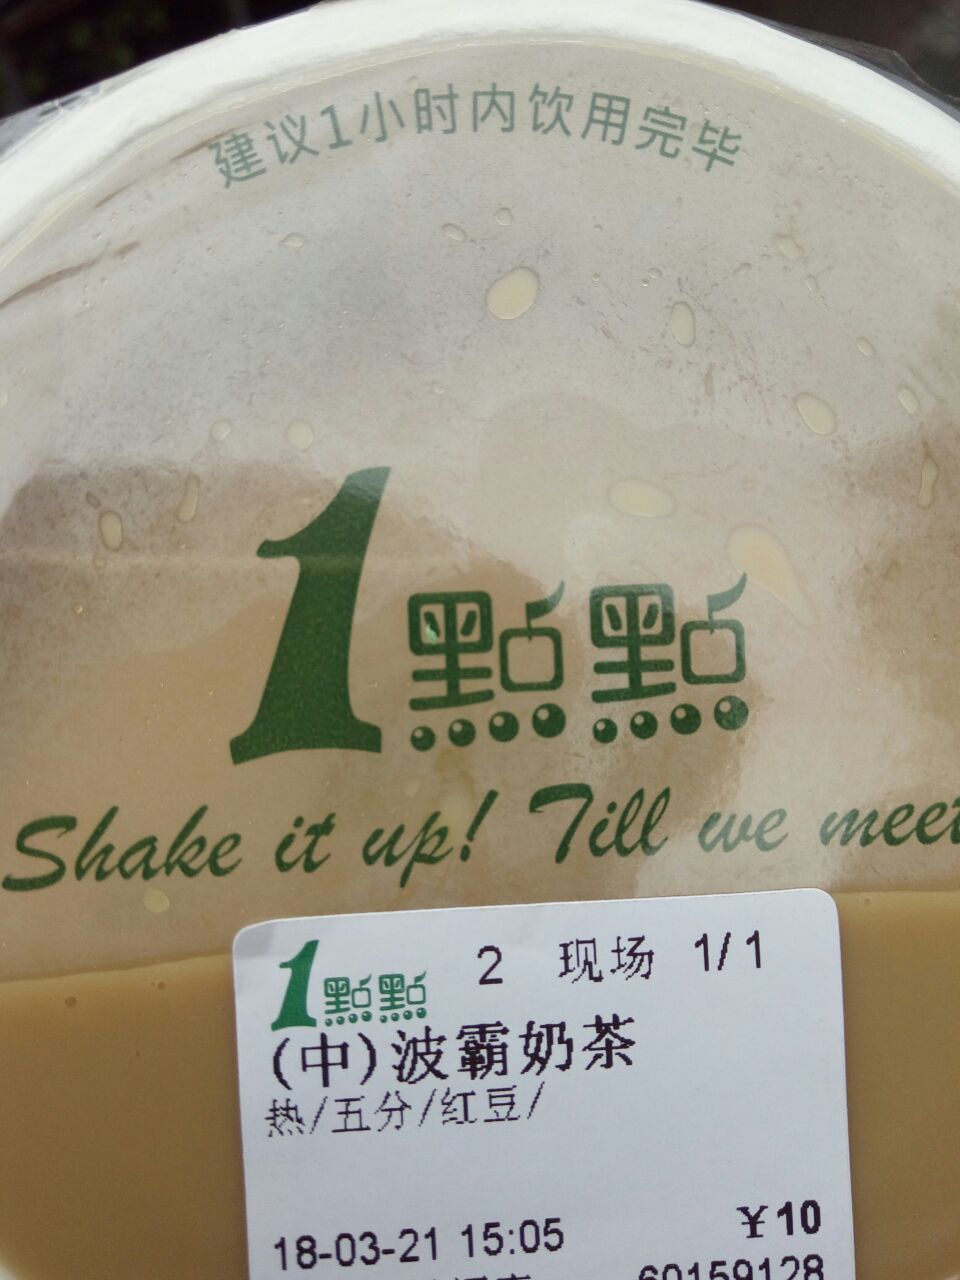 建议1小时内饮用完毕
1點點
Shake it up! Till we meet
1點點 2 现场 1/1
(中)波霸奶茶
热/五分/红豆/
¥10
18-03-21 15:05
60159128